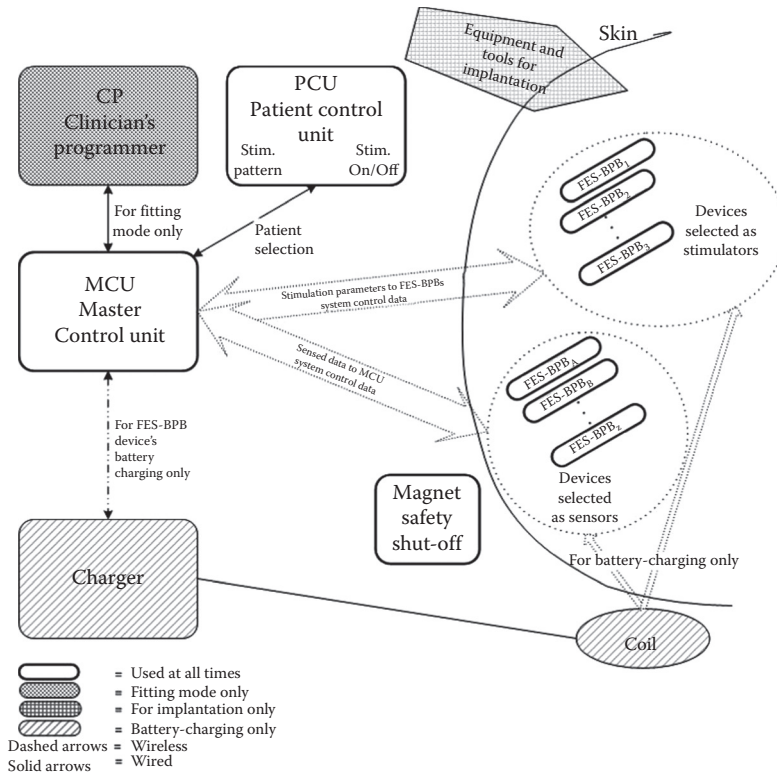 Equipment and
tools for
implantation
Skin
CP
Clinician's
programmer
PCU
Patient control
unit
Stim.
pattern
Stim.
On/Off
For fitting
mode only
Patient
selection
MCU
Master
Control unit
Stimulation parameters to FES-BPBs
system control data
Sensed data to MCU
system control data
FES-BPB₁
FES-BPB₂
FES-BPB₃
Devices
selected as
stimulators
FES-BPB_A
FES-BPB_B
FES-BPB_z
Devices
selected
as sensors
For FES-BPB
device's
battery
charging only
Magnet
safety
shut-off
For battery-charging only
Charger
Coil
= Used at all times
= Fitting mode only
= For implantation only
= Battery-charging only
Dashed arrows = Wireless
Solid arrows = Wired